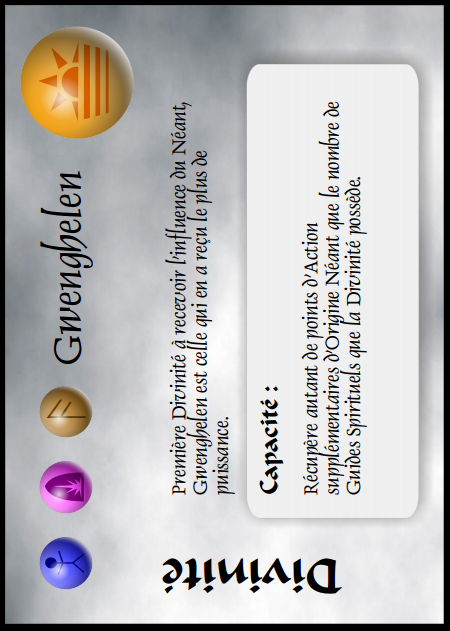 Gwenghelen
Première Divinité à recevoir l'influence du Néant,
Gwenghelen est celle qui en a reçu le plus de
puissance.
Capacité :
Récupère autant de points d'Action
supplémentaires d'Origine Néant que le nombre de
Guides Spirituels que la Divinité possède.
Divinité